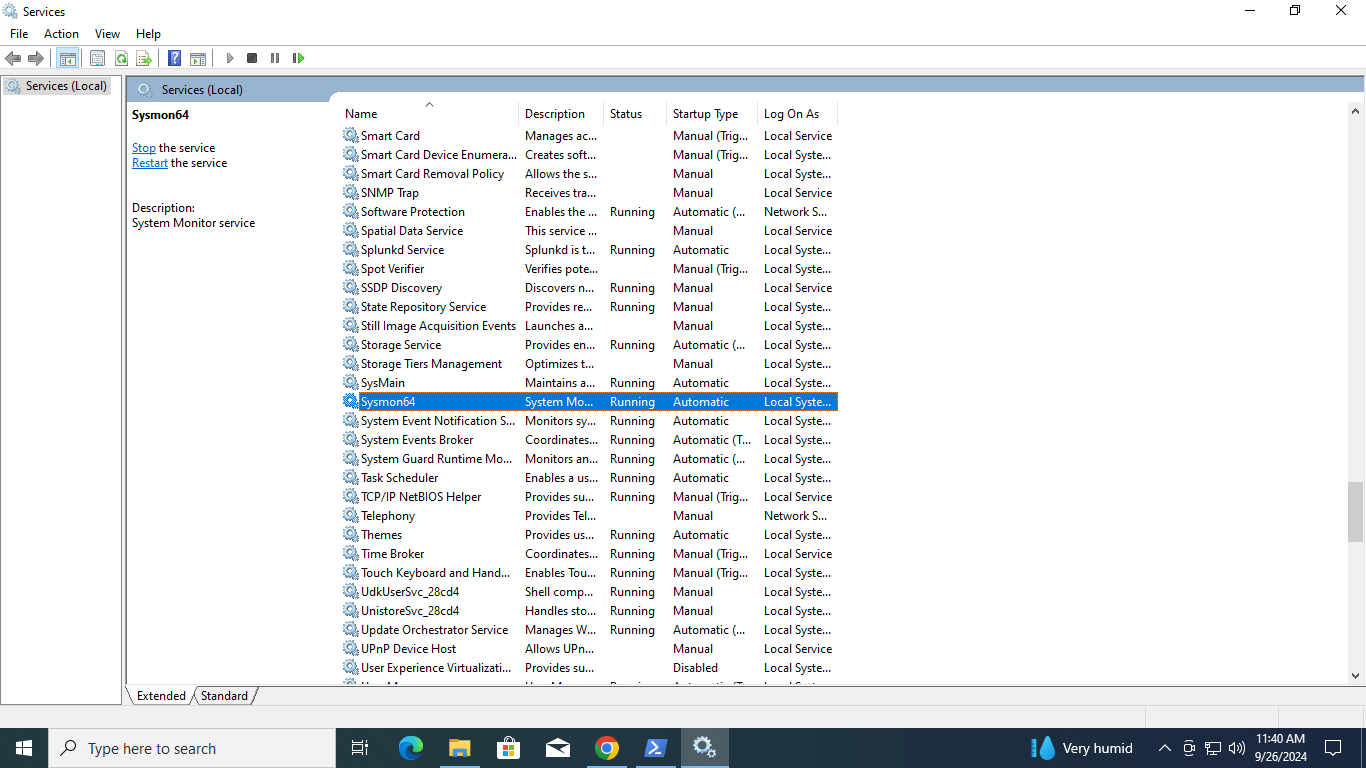 Services
File Action View Help
Services (Local)
Services (Local)
Sysmon64
Stop the service
Restart the service
Description:
System Monitor service
Name Description Status Startup Type Log On As
Smart Card Manages ac... Manual (Trig... Local Service
Smart Card Device Enumera... Creates soft... Manual (Trig... Local Syste...
Smart Card Removal Policy Allows the s... Manual Local Syste...
SNMP Trap Receives tra... Manual Local Service
Software Protection Enables the ... Running Automatic (... Network S...
Spatial Data Service This service ... Manual Local Service
Splunkd Service Splunkd is t... Running Automatic Local Syste...
Spot Verifier Verifies pote... Manual (Trig... Local Syste...
SSDP Discovery Discovers n... Running Manual Local Service
State Repository Service Provides re... Running Manual Local Syste...
Still Image Acquisition Events Launches a... Manual Local Syste...
Storage Service Provides en... Running Automatic (... Local Syste...
Storage Tiers Management Optimizes t... Manual Local Syste...
SysMain Maintains a... Running Automatic Local Syste...
Sysmon64 System Mo... Running Automatic Local Syste...
System Event Notification S... Monitors sy... Running Automatic Local Syste...
System Events Broker Coordinates... Running Automatic (T... Local Syste...
System Guard Runtime Mo... Monitors an... Running Automatic (... Local Syste...
Task Scheduler Enables a us... Running Automatic Local Syste...
TCP/IP NetBIOS Helper Provides su... Running Manual (Trig... Local Service
Telephony Provides Tel... Manual Network S...
Themes Provides us... Running Automatic Local Syste...
Time Broker Coordinates... Running Manual (Trig... Local Service
Touch Keyboard and Hand... Enables Tou... Running Manual (Trig... Local Syste...
UdkUserSvc_28cd4 Shell comp... Running Manual Local Syste...
UnistoreSvc_28cd4 Handles sto... Running Manual Local Syste...
Update Orchestrator Service Manages W... Running Automatic (... Local Syste...
UPnP Device Host Allows UPn... Manual Local Service
User Experience Virtualizati... Provides su... Disabled Local Syste...
Extended Standard
Type here to search
Very humid
11:40 AM
9/26/2024